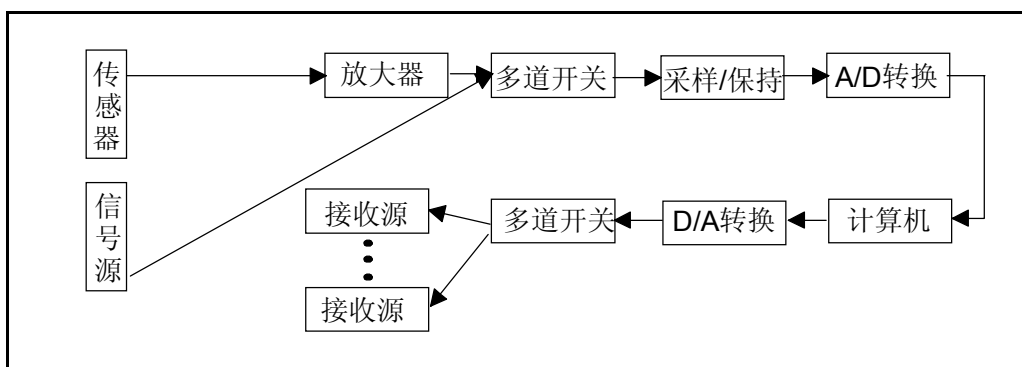 传感器
放大器
多道开关
采样/保持
A/D转换
信号源
接收源
多道开关
D/A转换
计算机
接收源